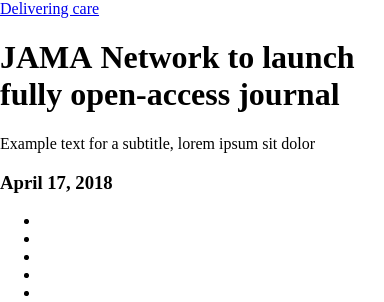 Delivering care
JAMA Network to launch
fully open-access journal
Example text for a subtitle, lorem ipsum sit dolor
April 17, 2018